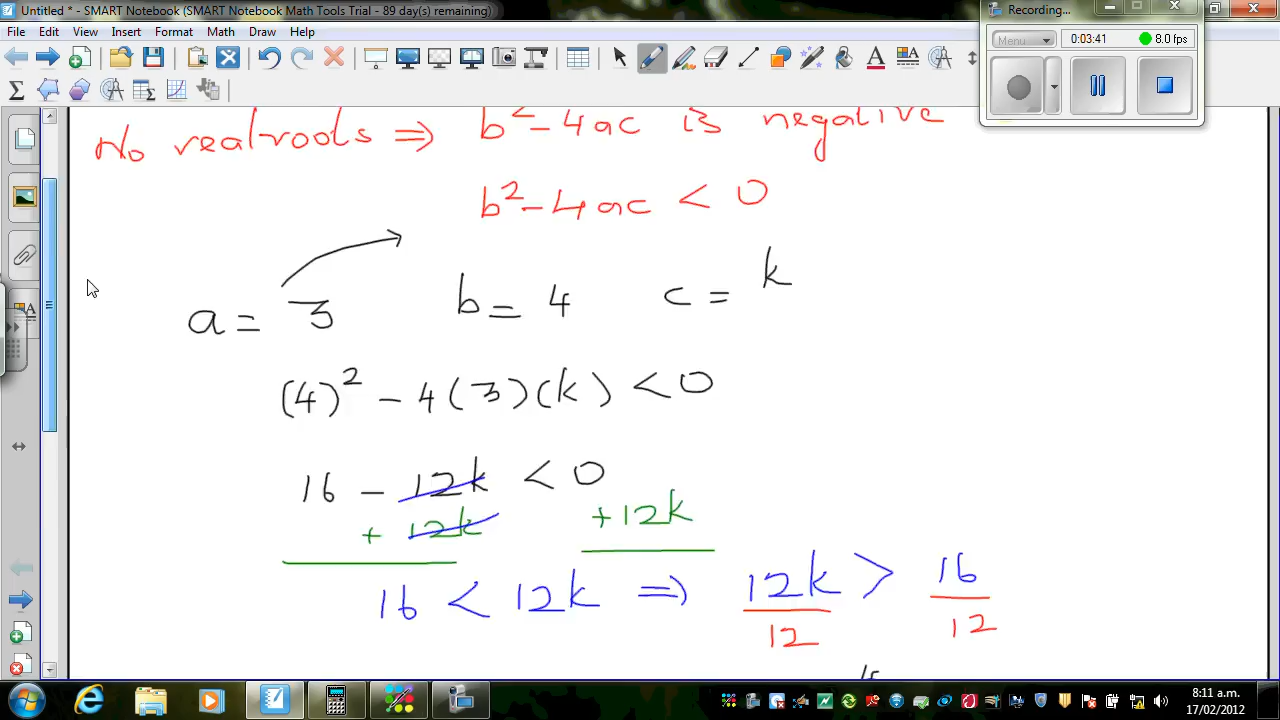 Untitled * - SMART Notebook (SMART Notebook Math Tools Trial - 89 day(s) remaining)
Recording...
File Edit View Insert Format Math Draw Help
Menu 0:03:41 8.0 fps
No real roots ⇒ b² - 4ac is negative
b² - 4ac < 0
a = 3 b = 4 c = k
(4)² - 4(3)(k) < 0
16 - 12k < 0
+ 12k +12k
16 < 12k ⇒ 12k > 16
12 12
8:11 a.m.
17/02/2012